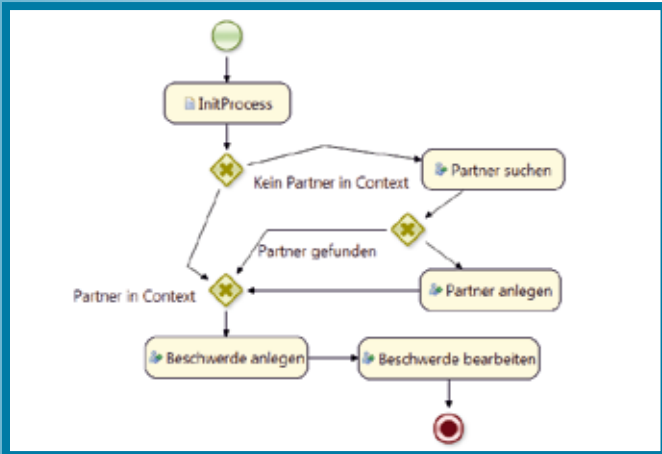 InitProcess
Partner suchen
Kein Partner in Context
Partner gefunden
Partner anlegen
Partner in Context
Beschwerde anlegen
Beschwerde bearbeiten